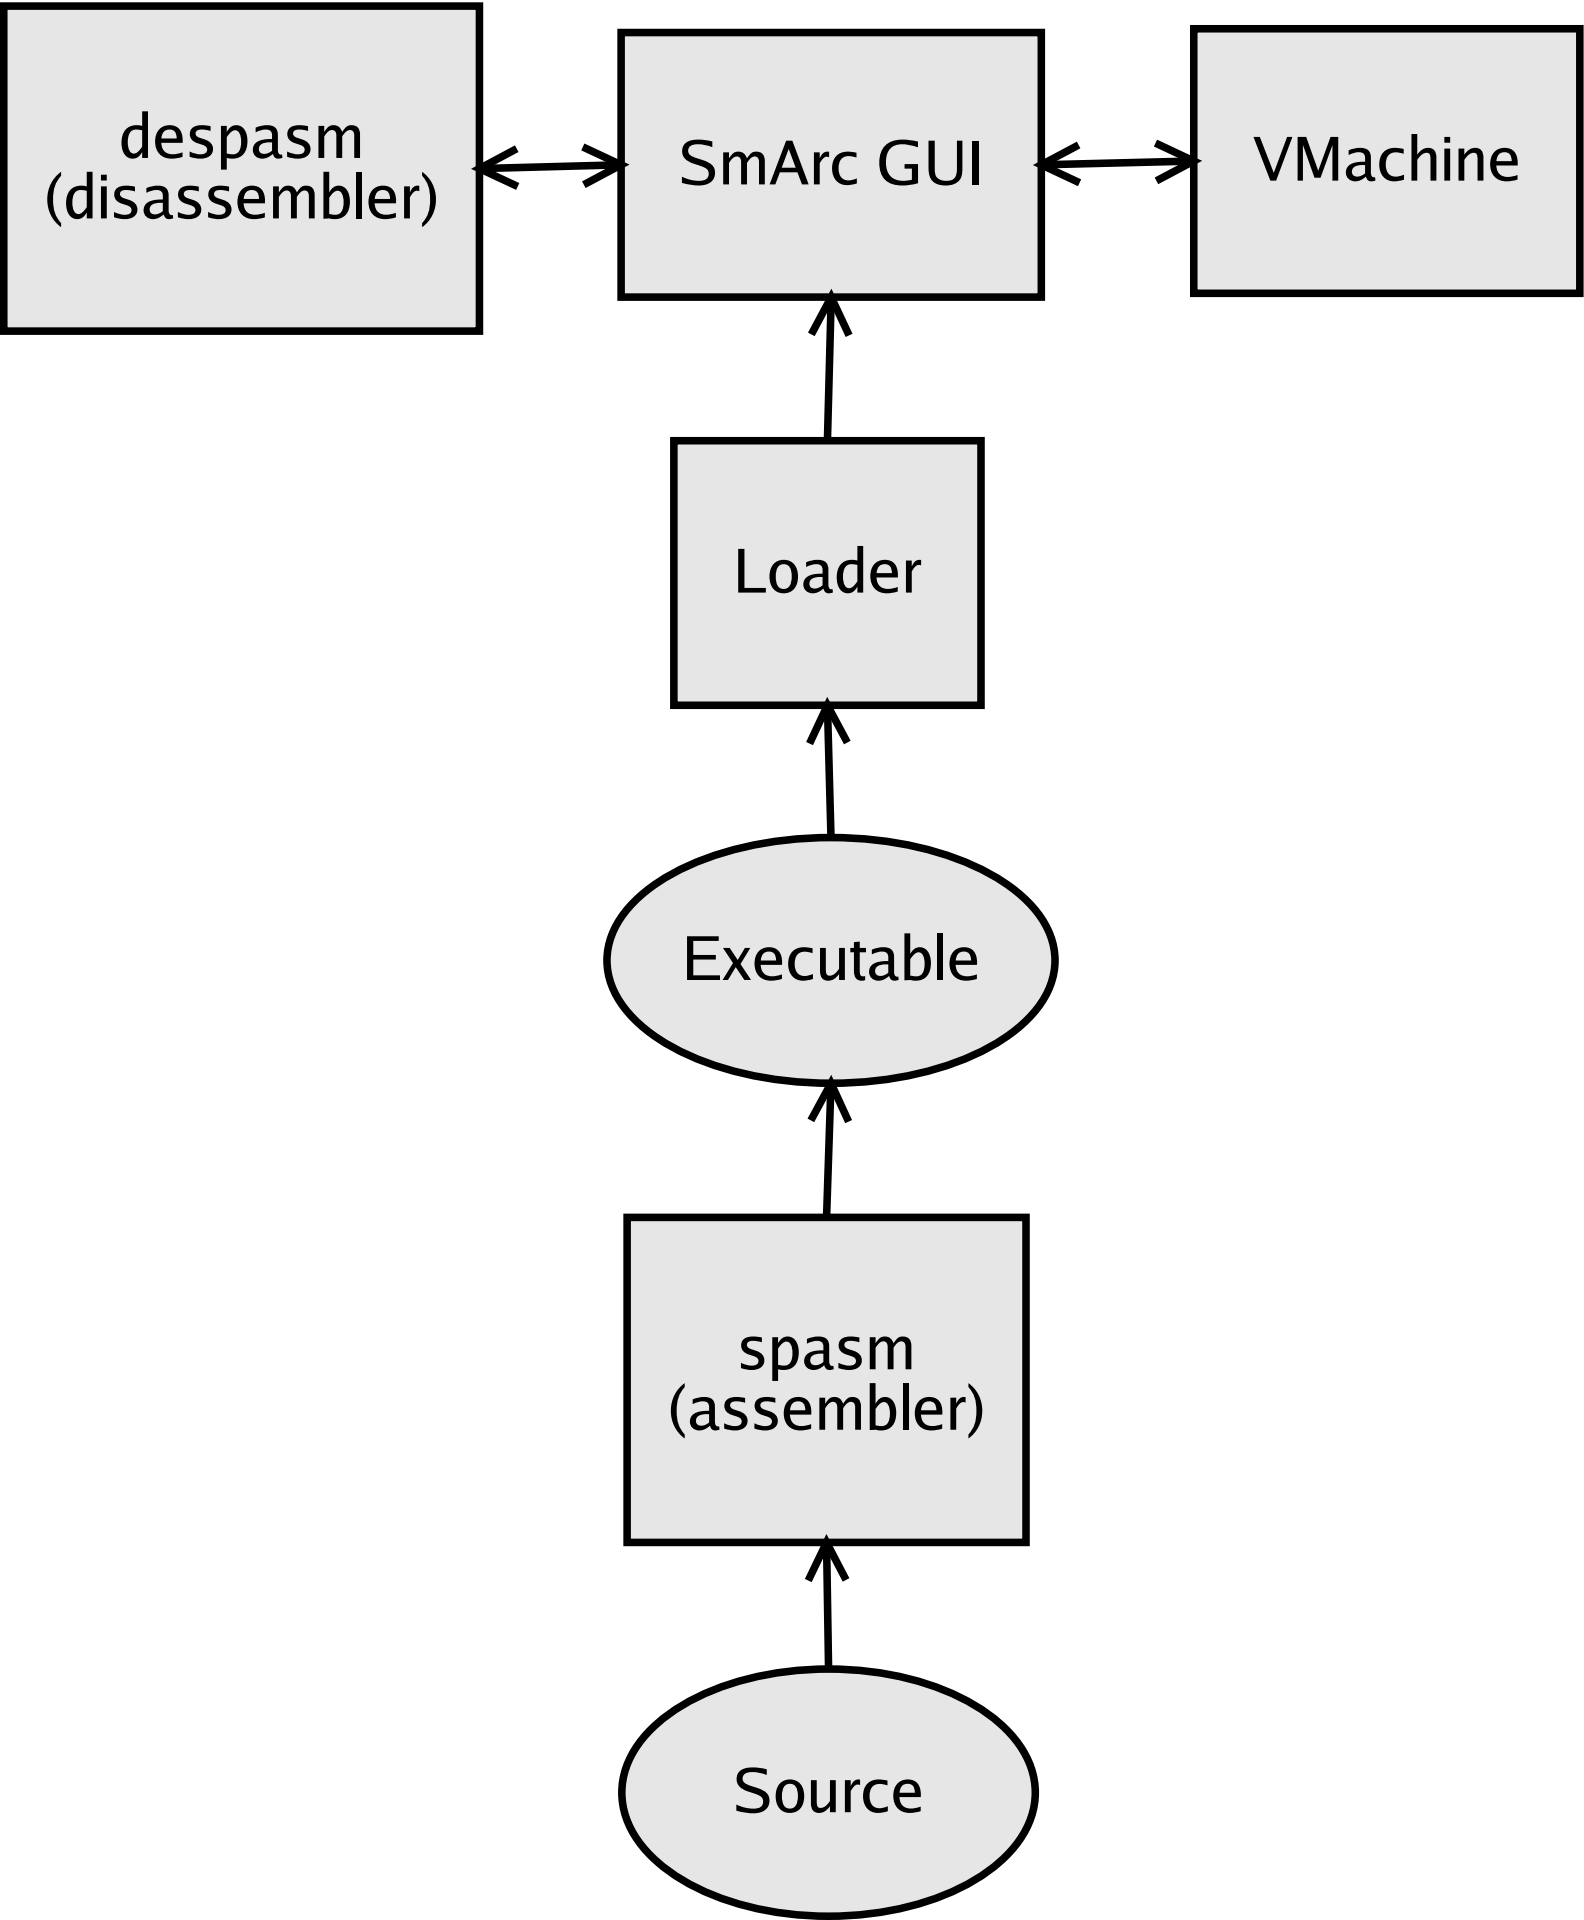 despasm
(disassembler)
SmArc GUI
VMachine
Loader
Executable
spasm
(assembler)
Source